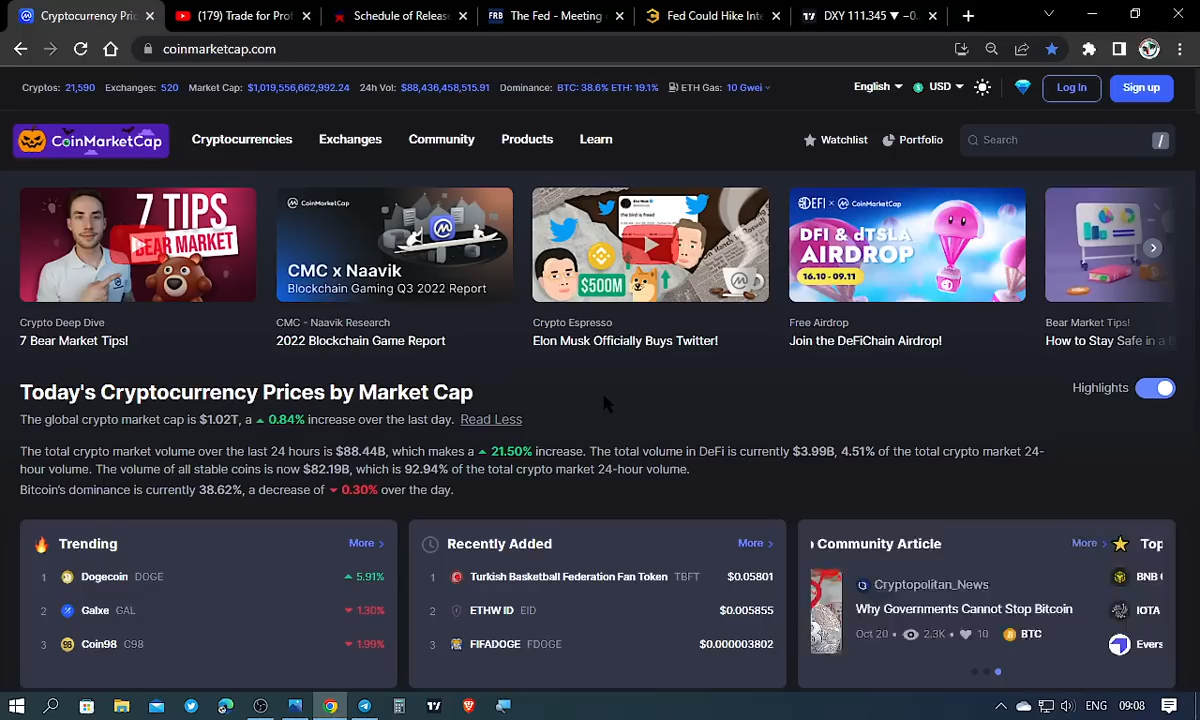 Cryptocurrency Pric
(179) Trade for Prof
Schedule of Release
FRB The Fed - Meeting
Fed Could Hike Inte
DXY 111.345 ▼ −0.
coinmarketcap.com
Cryptos: 21,590 Exchanges: 520 Market Cap: $1,019,556,662,992.24 24h Vol: $88,436,458,515.91 Dominance: BTC: 38.6% ETH: 19.1% ETH Gas: 10 Gwei
English
USD
Log In
Sign up
CoinMarketCap
Cryptocurrencies Exchanges Community Products Learn
Watchlist
Portfolio
Search /
7 TIPS
BEAR MARKET
CoinMarketCap
CMC x Naavik
Blockchain Gaming Q3 2022 Report
the bird is freed
$500M
DEFI × CoinMarketCap
DFI & dTSLA
AIRDROP
16.10 - 09.11
Crypto Deep Dive
7 Bear Market Tips!
CMC - Naavik Research
2022 Blockchain Game Report
Crypto Espresso
Elon Musk Officially Buys Twitter!
Free Airdrop
Join the DeFiChain Airdrop!
Bear Market Tips!
How to Stay Safe in a B
Today's Cryptocurrency Prices by Market Cap
Highlights
The global crypto market cap is $1.02T, a ▲ 0.84% increase over the last day. Read Less
The total crypto market volume over the last 24 hours is $88.44B, which makes a ▲ 21.50% increase. The total volume in DeFi is currently $3.99B, 4.51% of the total crypto market 24-
hour volume. The volume of all stable coins is now $82.19B, which is 92.94% of the total crypto market 24-hour volume.
Bitcoin's dominance is currently 38.62%, a decrease of ▼ 0.30% over the day.
Trending
More >
1 Dogecoin DOGE ▲ 5.91%
2 Galxe GAL ▼ 1.30%
3 Coin98 C98 ▼ 1.99%
Recently Added
More >
1 Turkish Basketball Federation Fan Token TBFT $0.05801
2 ETHW ID EID $0.005855
3 FIFADOGE FDOGE $0.000003802
Community Article
More >
Cryptopolitan_News
Why Governments Cannot Stop Bitcoin
Oct 20 • 2.3K • 10 BTC
Top
BNB
IOTA
Evers
ENG 09:08